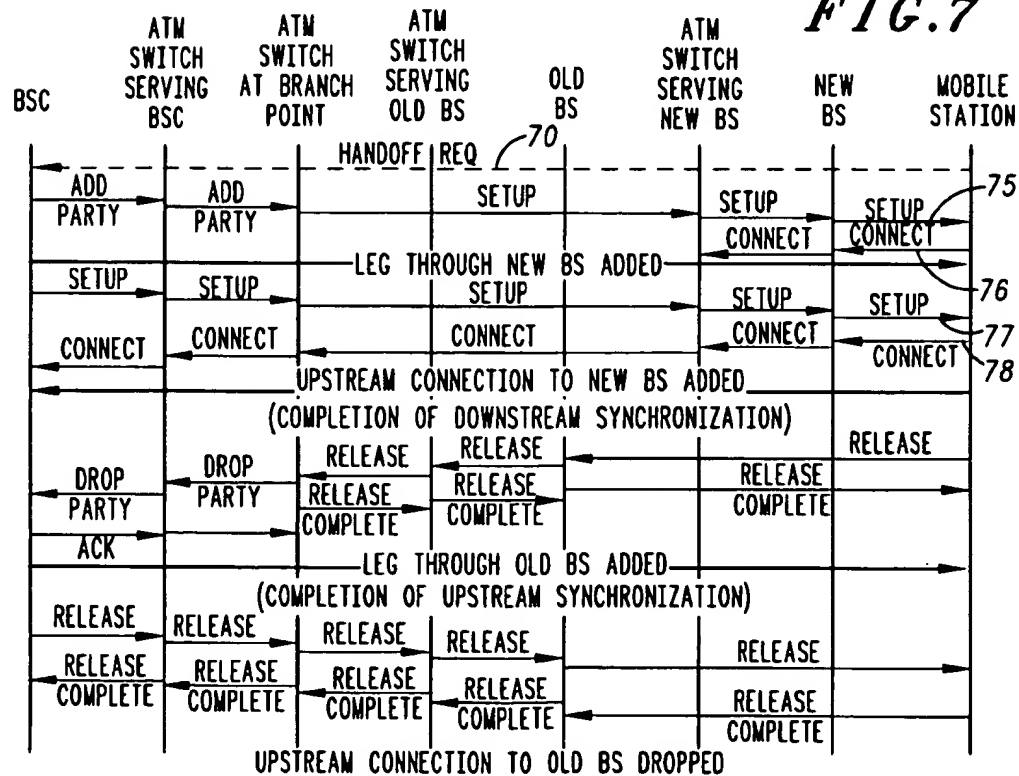 FIG.7
BSC
ATM
SWITCH
SERVING
BSC
ATM
SWITCH
AT BRANCH
POINT
ATM
SWITCH
SERVING
OLD BS
OLD
BS
ATM
SWITCH
SERVING
NEW BS
NEW
BS
MOBILE
STATION
HANDOFF REQ
70
ADD
PARTY
ADD
PARTY
SETUP
SETUP
SETUP
75
CONNECT
CONNECT
76
LEG THROUGH NEW BS ADDED
SETUP
SETUP
SETUP
SETUP
SETUP
77
CONNECT
CONNECT
CONNECT
CONNECT
CONNECT
78
UPSTREAM CONNECTION TO NEW BS ADDED
(COMPLETION OF DOWNSTREAM SYNCHRONIZATION)
RELEASE
RELEASE
RELEASE
DROP
PARTY
DROP
PARTY
RELEASE
COMPLETE
RELEASE
COMPLETE
RELEASE
COMPLETE
ACK
LEG THROUGH OLD BS ADDED
(COMPLETION OF UPSTREAM SYNCHRONIZATION)
RELEASE
RELEASE
RELEASE
RELEASE
RELEASE
RELEASE
COMPLETE
RELEASE
COMPLETE
RELEASE
COMPLETE
RELEASE
COMPLETE
RELEASE
COMPLETE
UPSTREAM CONNECTION TO OLD BS DROPPED